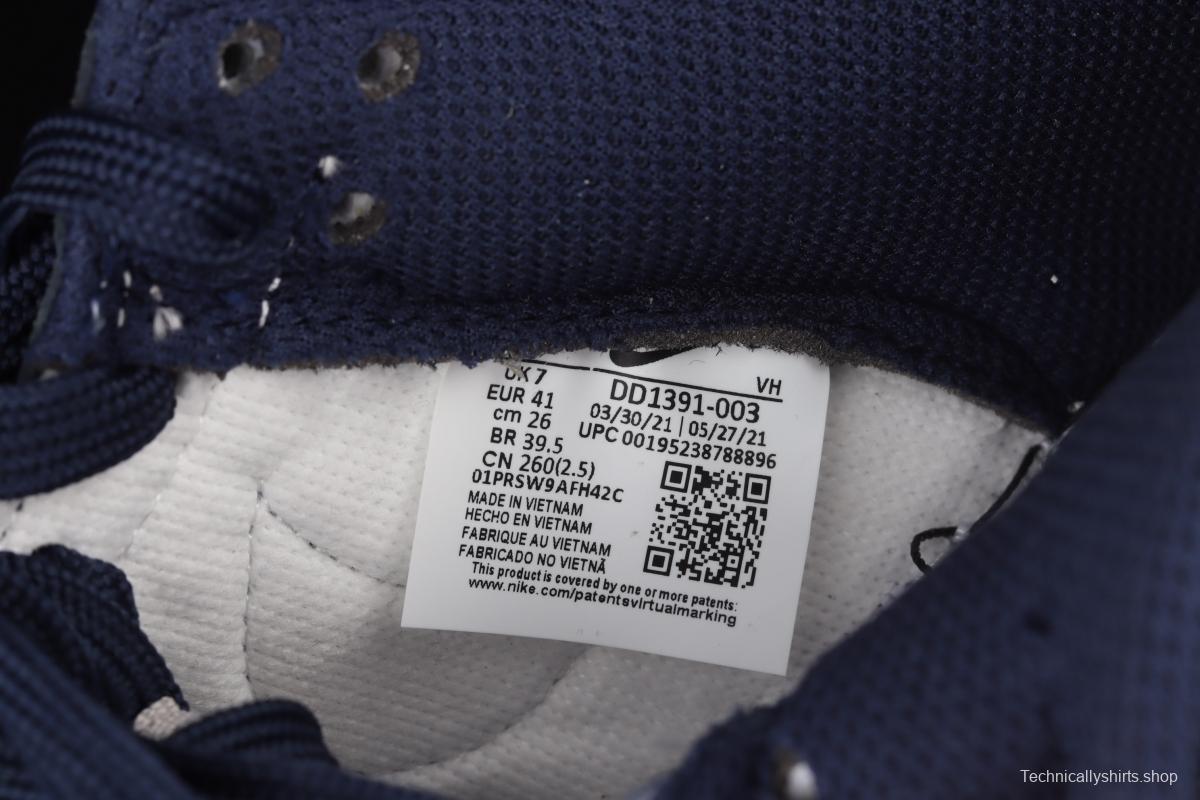 UK 7
EUR 41
cm 26
BR 39.5
CN 260(2.5)
01PRSW9AFH42C
VH
DD1391-003
03/30/21 | 05/27/21
UPC 00195238788896
MADE IN VIETNAM
HECHO EN VIETNAM
FABRIQUE AU VIETNAM
FABRICADO NO VIETNÃ
This product is covered by one or more patents:
www.nike.com/patentsvirtualmarking
Technicallyshirts.shop